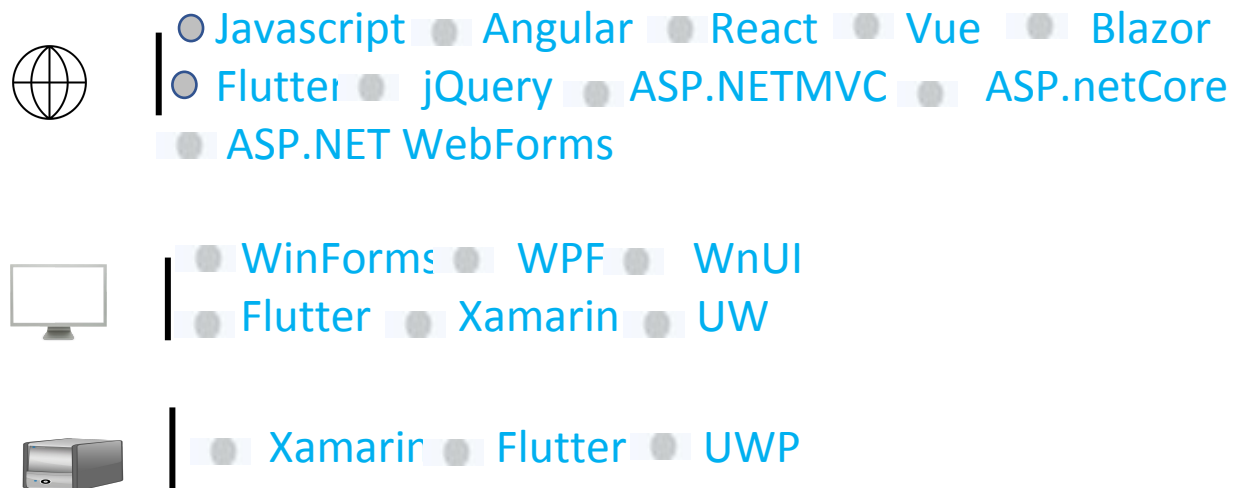 Javascript Angular React Vue Blazor
Flutter jQuery ASP.NETMVC ASP.netCore
ASP.NET WebForms
WinForms WPF WnUI
Flutter Xamarin UW
Xamarin Flutter UWP